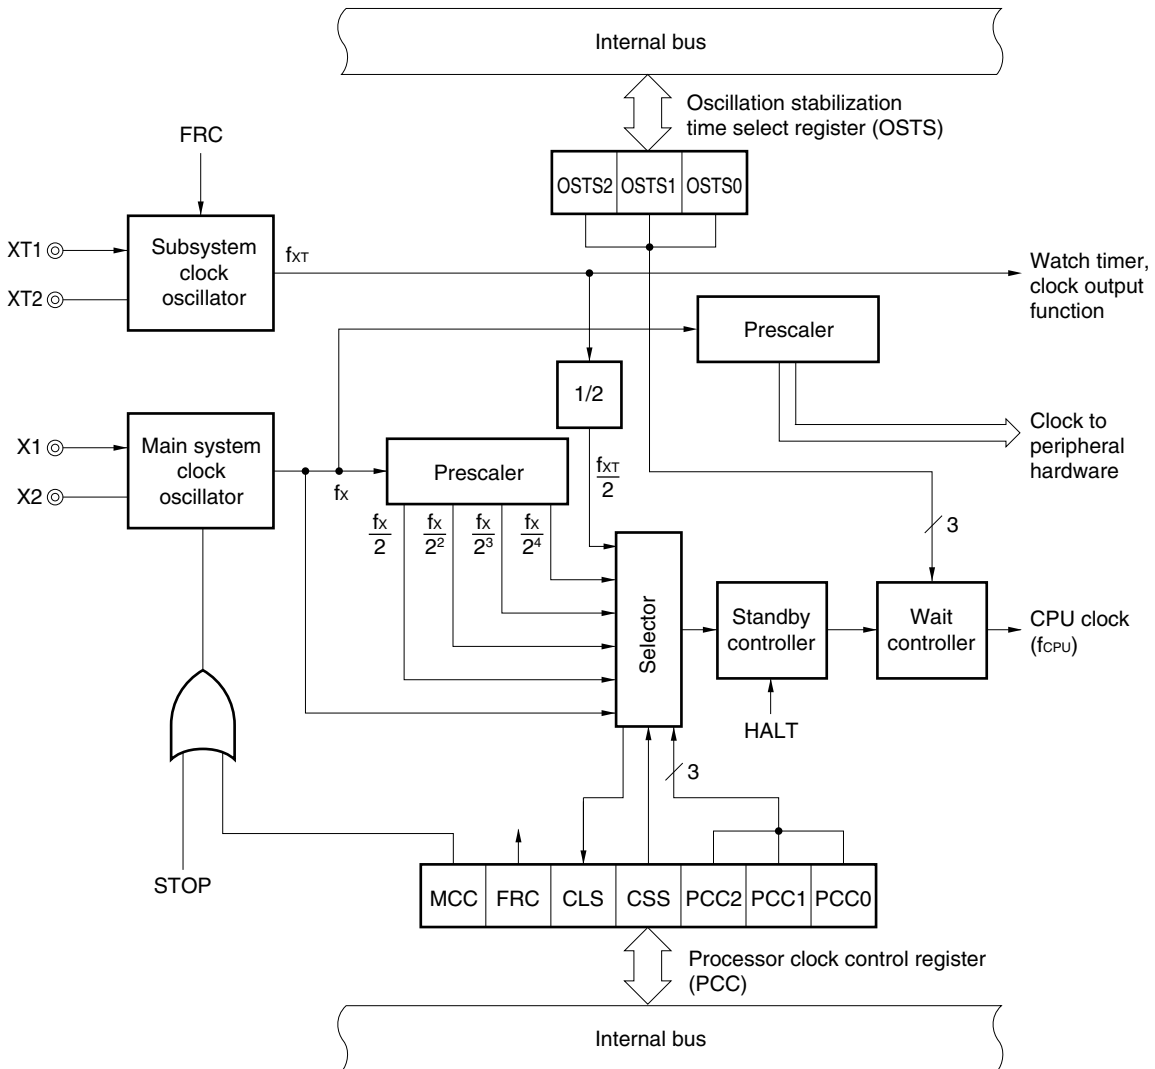 Internal bus
Oscillation stabilization
time select register (OSTS)
FRC
OSTS2 OSTS1 OSTS0
XT1
XT2
Subsystem
clock
oscillator
fXT
Watch timer,
clock output
function
Prescaler
1/2
X1
X2
Main system
clock
oscillator
fX
Prescaler
fXT
2
Clock to
peripheral
hardware
fX
2
fX
2²
fX
2³
fX
2⁴
3
Selector
Standby
controller
Wait
controller
CPU clock
(fCPU)
HALT
3
STOP
MCC FRC CLS CSS PCC2 PCC1 PCC0
Processor clock control register
(PCC)
Internal bus